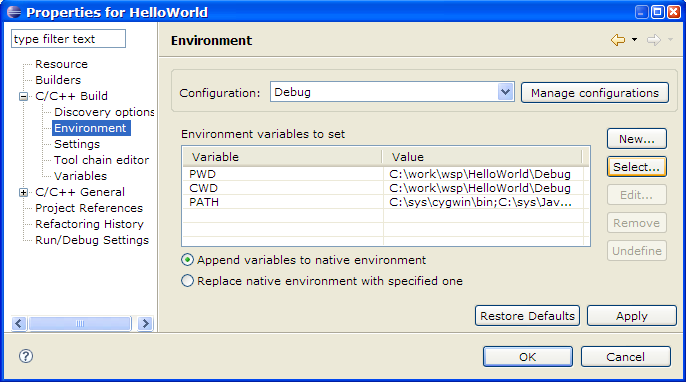 Properties for HelloWorld
type filter text
Resource
Builders
C/C++ Build
Discovery options
Environment
Settings
Tool chain editor
Variables
C/C++ General
Project References
Refactoring History
Run/Debug Settings
Environment
Configuration: Debug Manage configurations
Environment variables to set
Variable Value
PWD C:\work\wsp\HelloWorld\Debug
CWD C:\work\wsp\HelloWorld\Debug
PATH C:\sys\cygwin\bin;C:\sys\Jav...
New...
Select...
Edit...
Remove
Undefine
Append variables to native environment
Replace native environment with specified one
Restore Defaults Apply
? OK Cancel